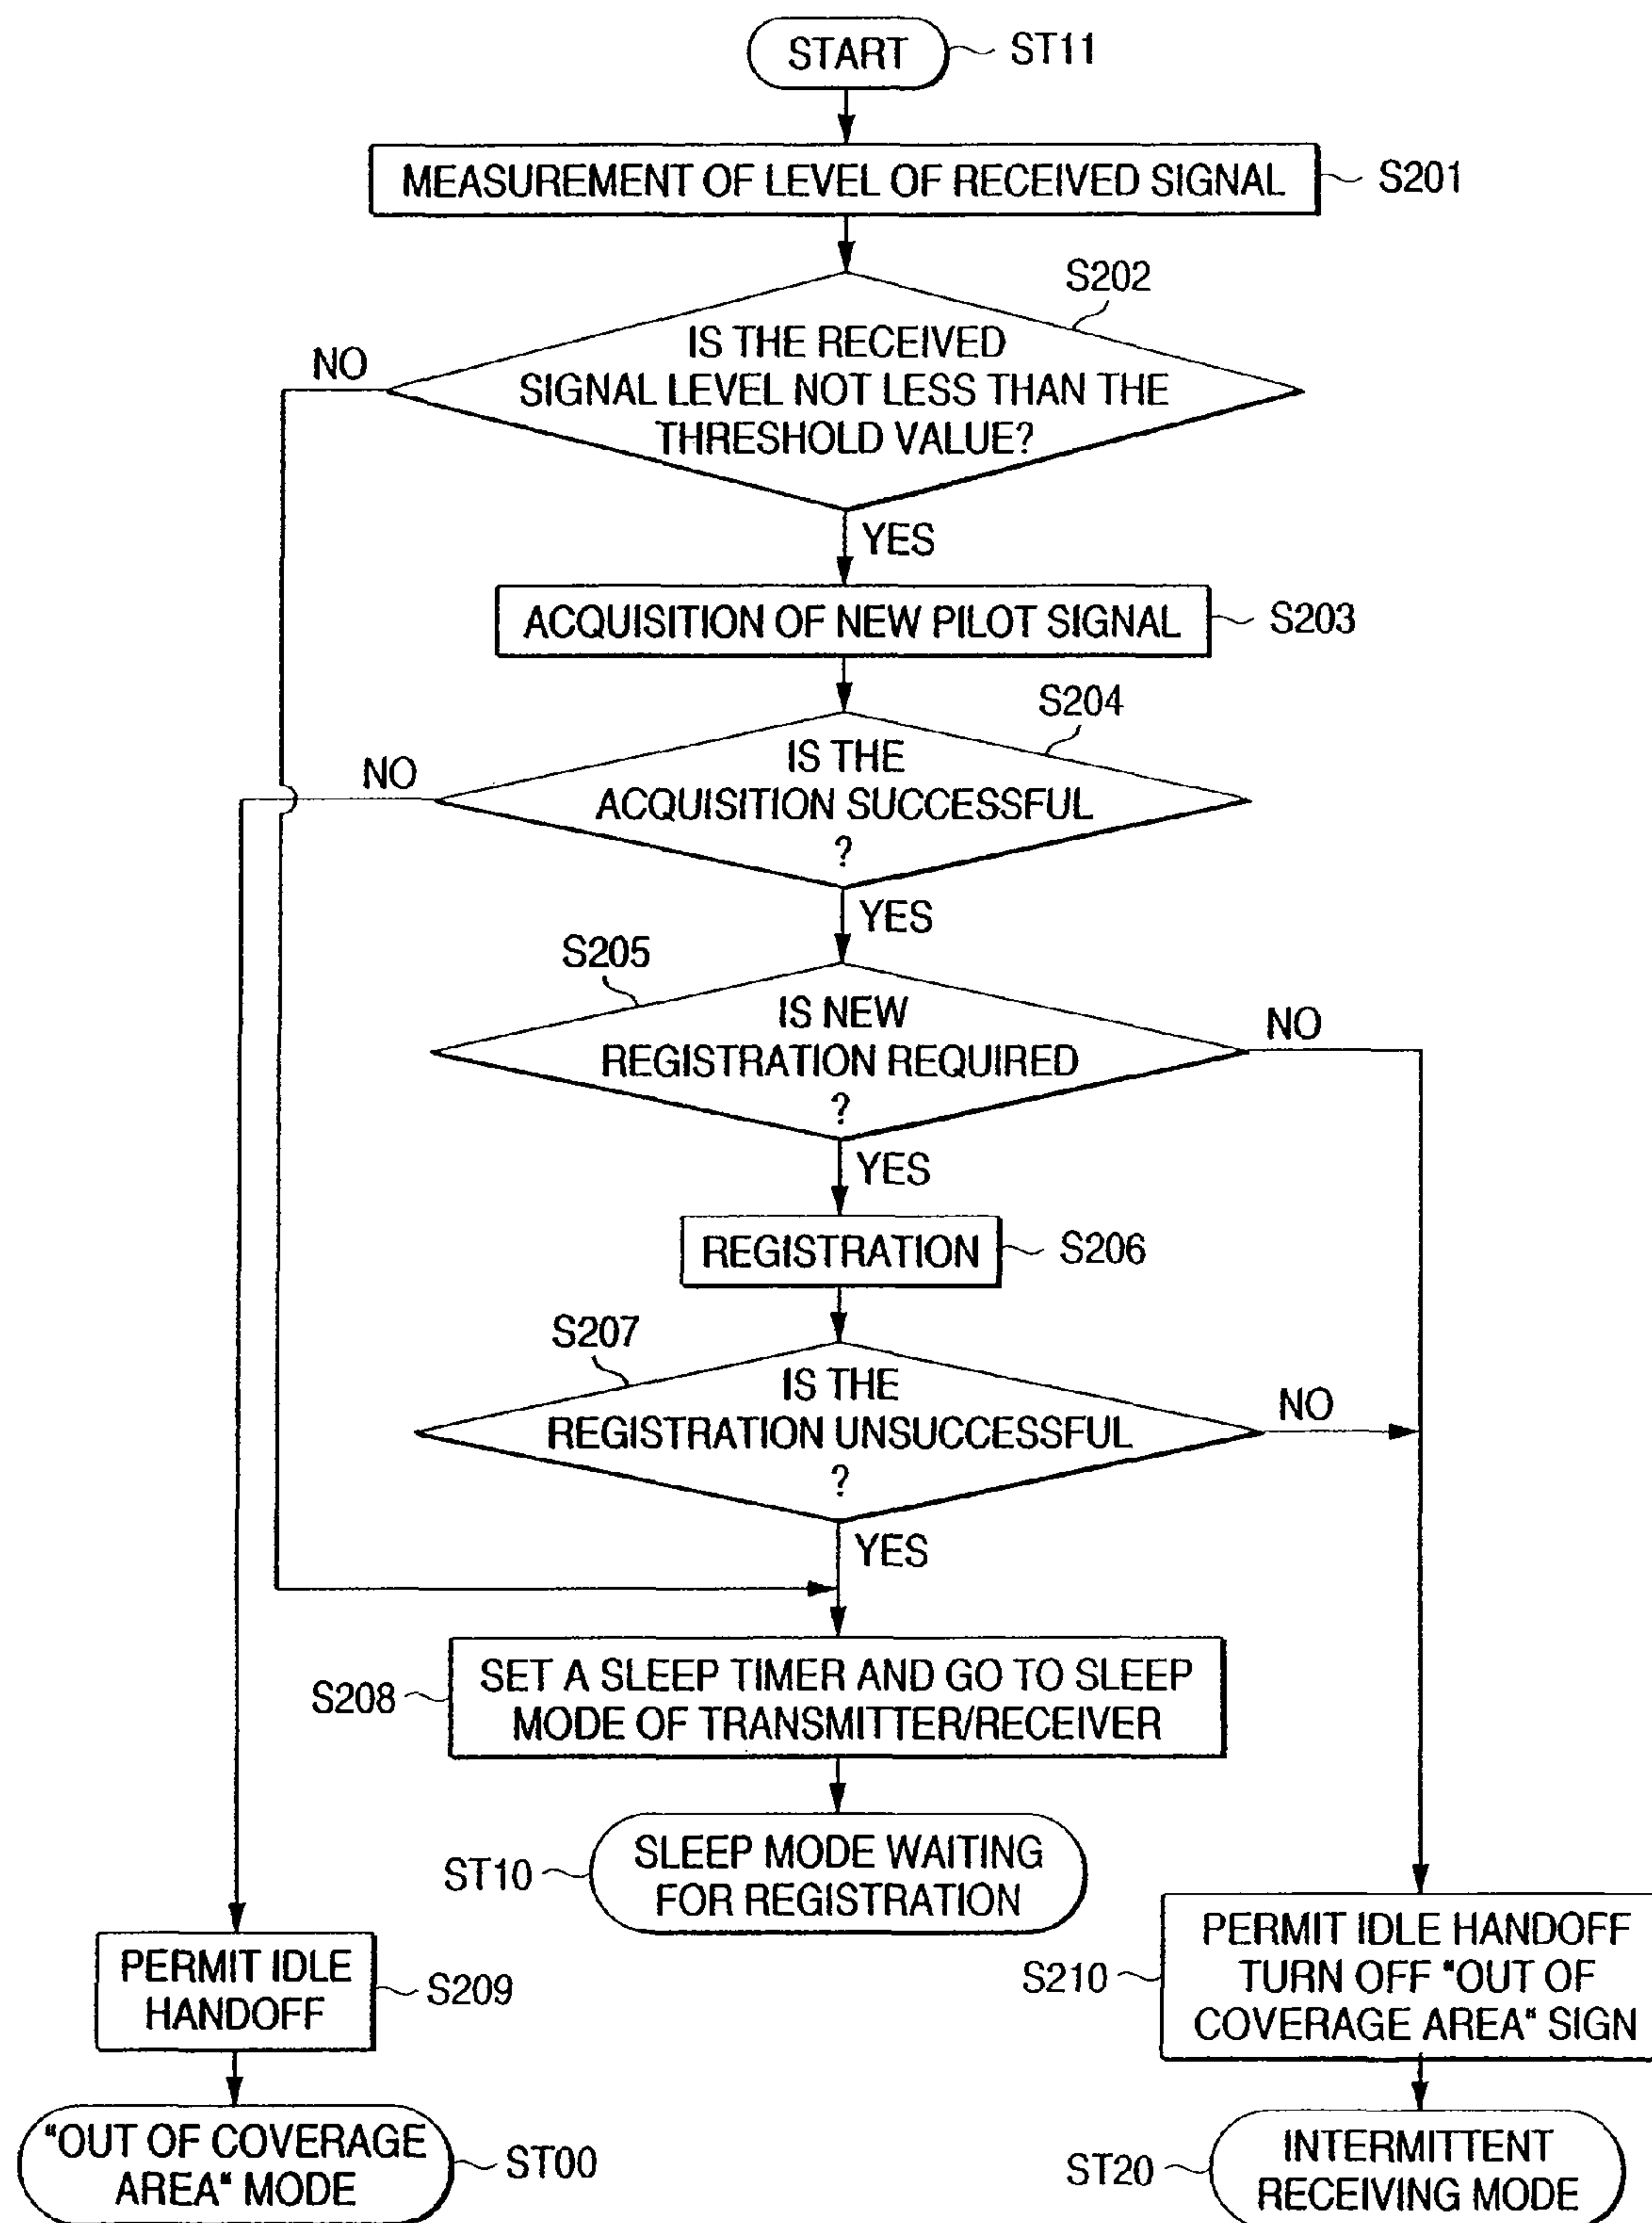 START
ST11
MEASUREMENT OF LEVEL OF RECEIVED SIGNAL
S201
S202
IS THE RECEIVED
SIGNAL LEVEL NOT LESS THAN THE
THRESHOLD VALUE?
NO
YES
ACQUISITION OF NEW PILOT SIGNAL
S203
S204
IS THE
ACQUISITION SUCCESSFUL
?
NO
YES
S205
IS NEW
REGISTRATION REQUIRED
?
NO
YES
REGISTRATION
S206
S207
IS THE
REGISTRATION UNSUCCESSFUL
?
NO
YES
S208
SET A SLEEP TIMER AND GO TO SLEEP
MODE OF TRANSMITTER/RECEIVER
ST10
SLEEP MODE WAITING
FOR REGISTRATION
PERMIT IDLE
HANDOFF
S209
S210
PERMIT IDLE HANDOFF
TURN OFF "OUT OF
COVERAGE AREA" SIGN
"OUT OF COVERAGE
AREA" MODE
ST00
ST20
INTERMITTENT
RECEIVING MODE